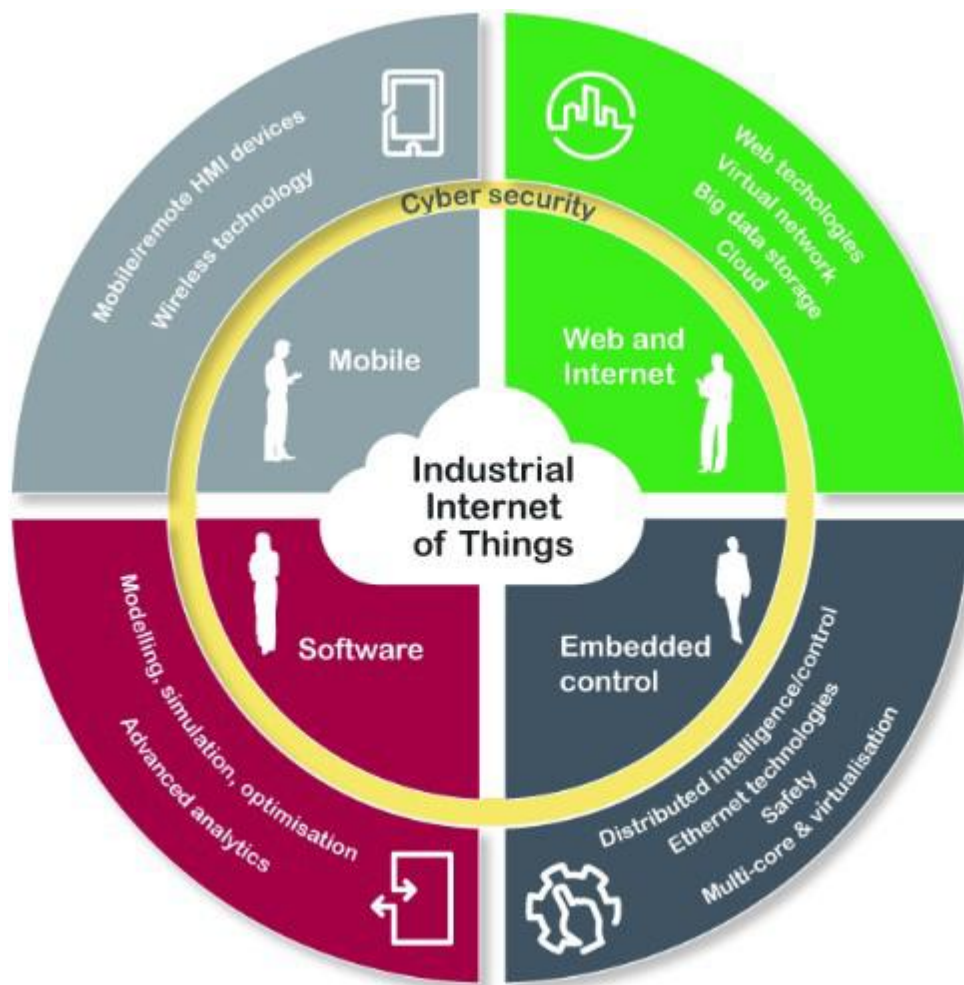 Mobile/remote HMI devices
Wireless technology
Web technologies
Virtual network
Big data storage
Cloud
Cyber security
Mobile
Web and
Internet
Industrial
Internet
of Things
Software
Embedded
control
Modelling, simulation, optimisation
Advanced analytics
Distributed intelligence/control
Ethernet technologies
Safety
Multi-core & virtualisation